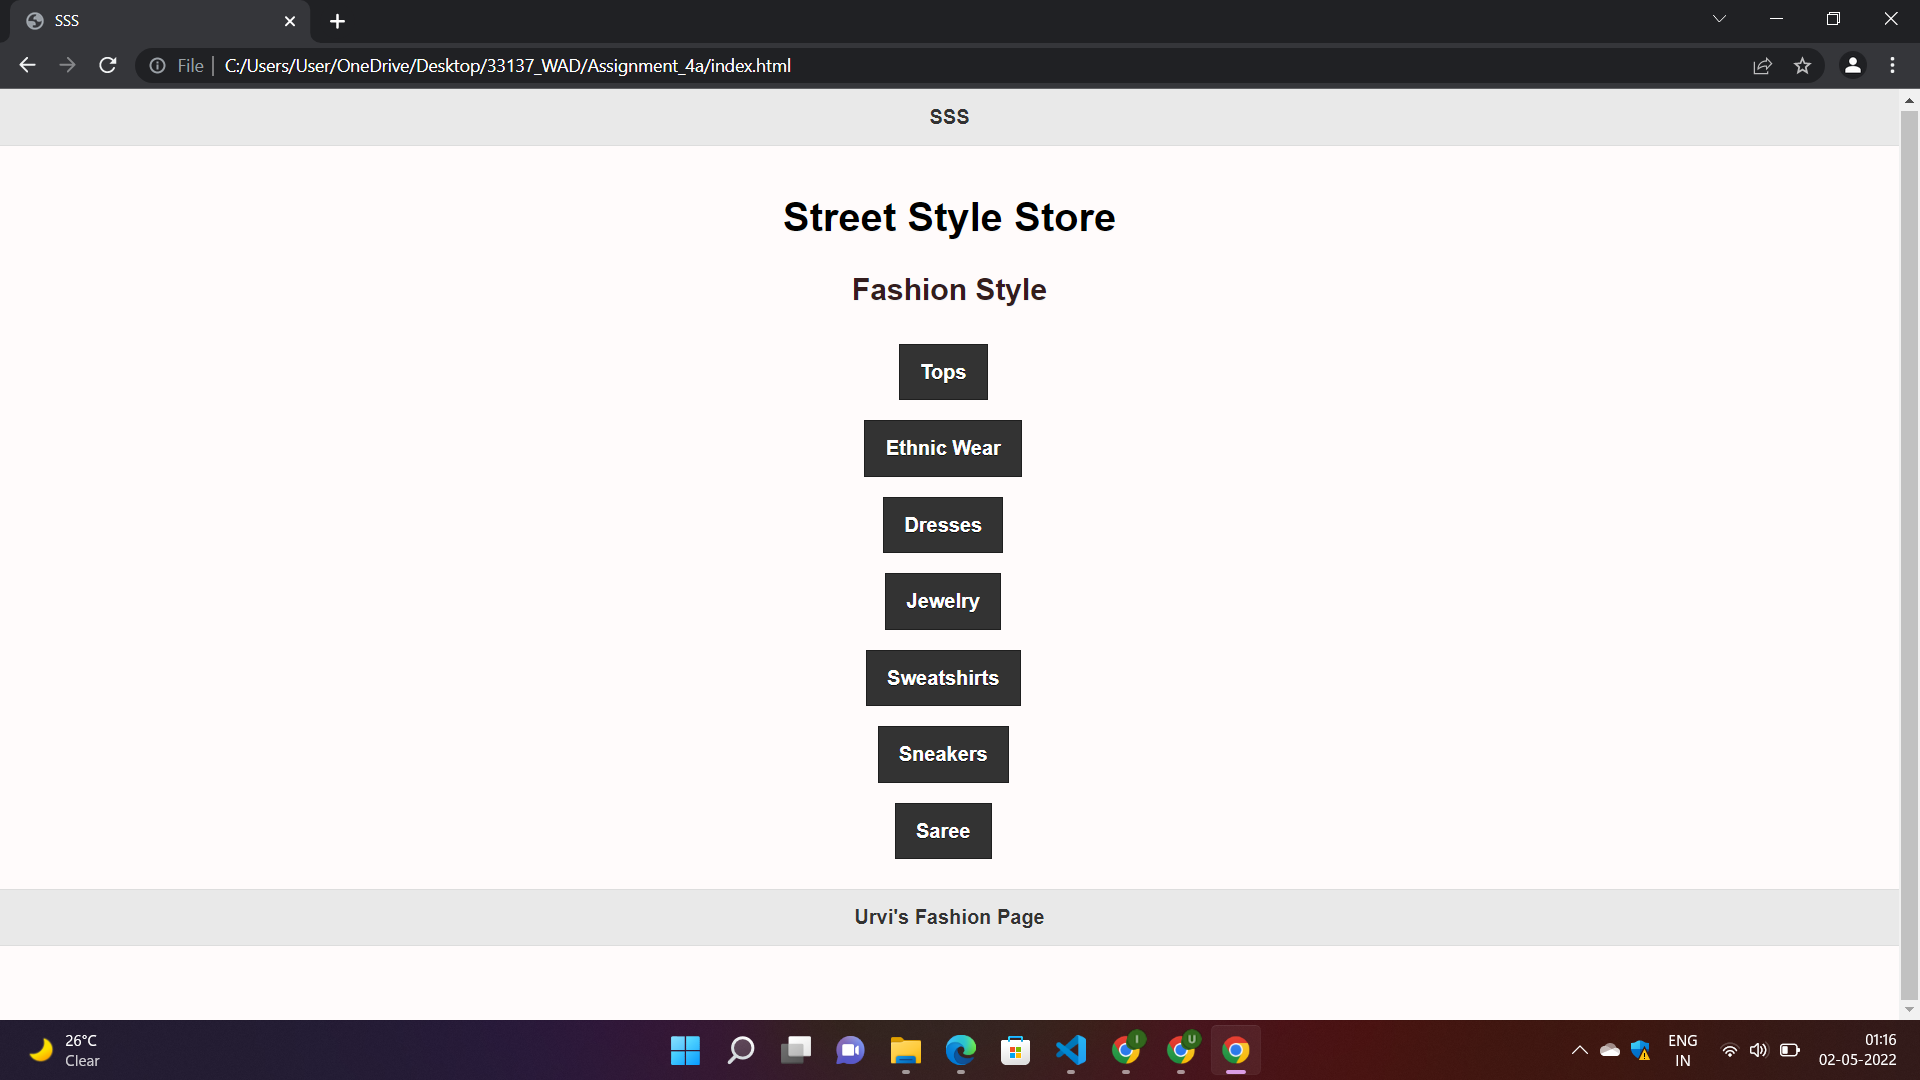 SSS
File
C:/Users/User/OneDrive/Desktop/33137_WAD/Assignment_4a/index.html
SSS
Street Style Store
Fashion Style
Tops
Ethnic Wear
Dresses
Jewelry
Sweatshirts
Sneakers
Saree
Urvi's Fashion Page
26°C
Clear
I
U
ENG
IN
01:16
02-05-2022